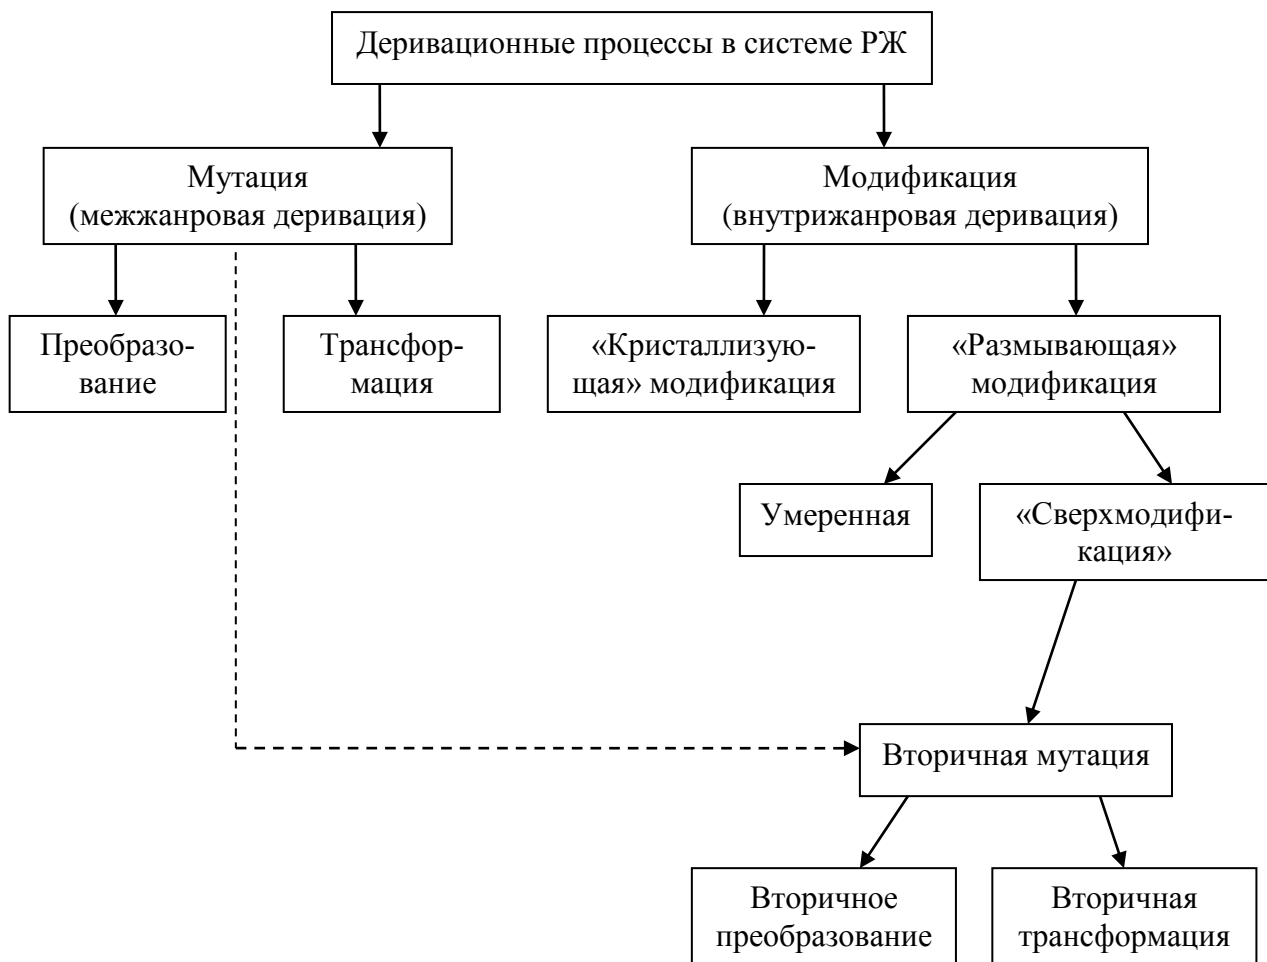 Деривационные процессы в системе РЖ
Мутация
(межжанровая деривация)
Модификация
(внутрижанровая деривация)
Преобразо-
вание
Трансфор-
мация
«Кристаллизую-
щая» модификация
«Размывающая»
модификация
Умеренная
«Сверхмодифи-
кация»
Вторичная мутация
Вторичное
преобразование
Вторичная
трансформация